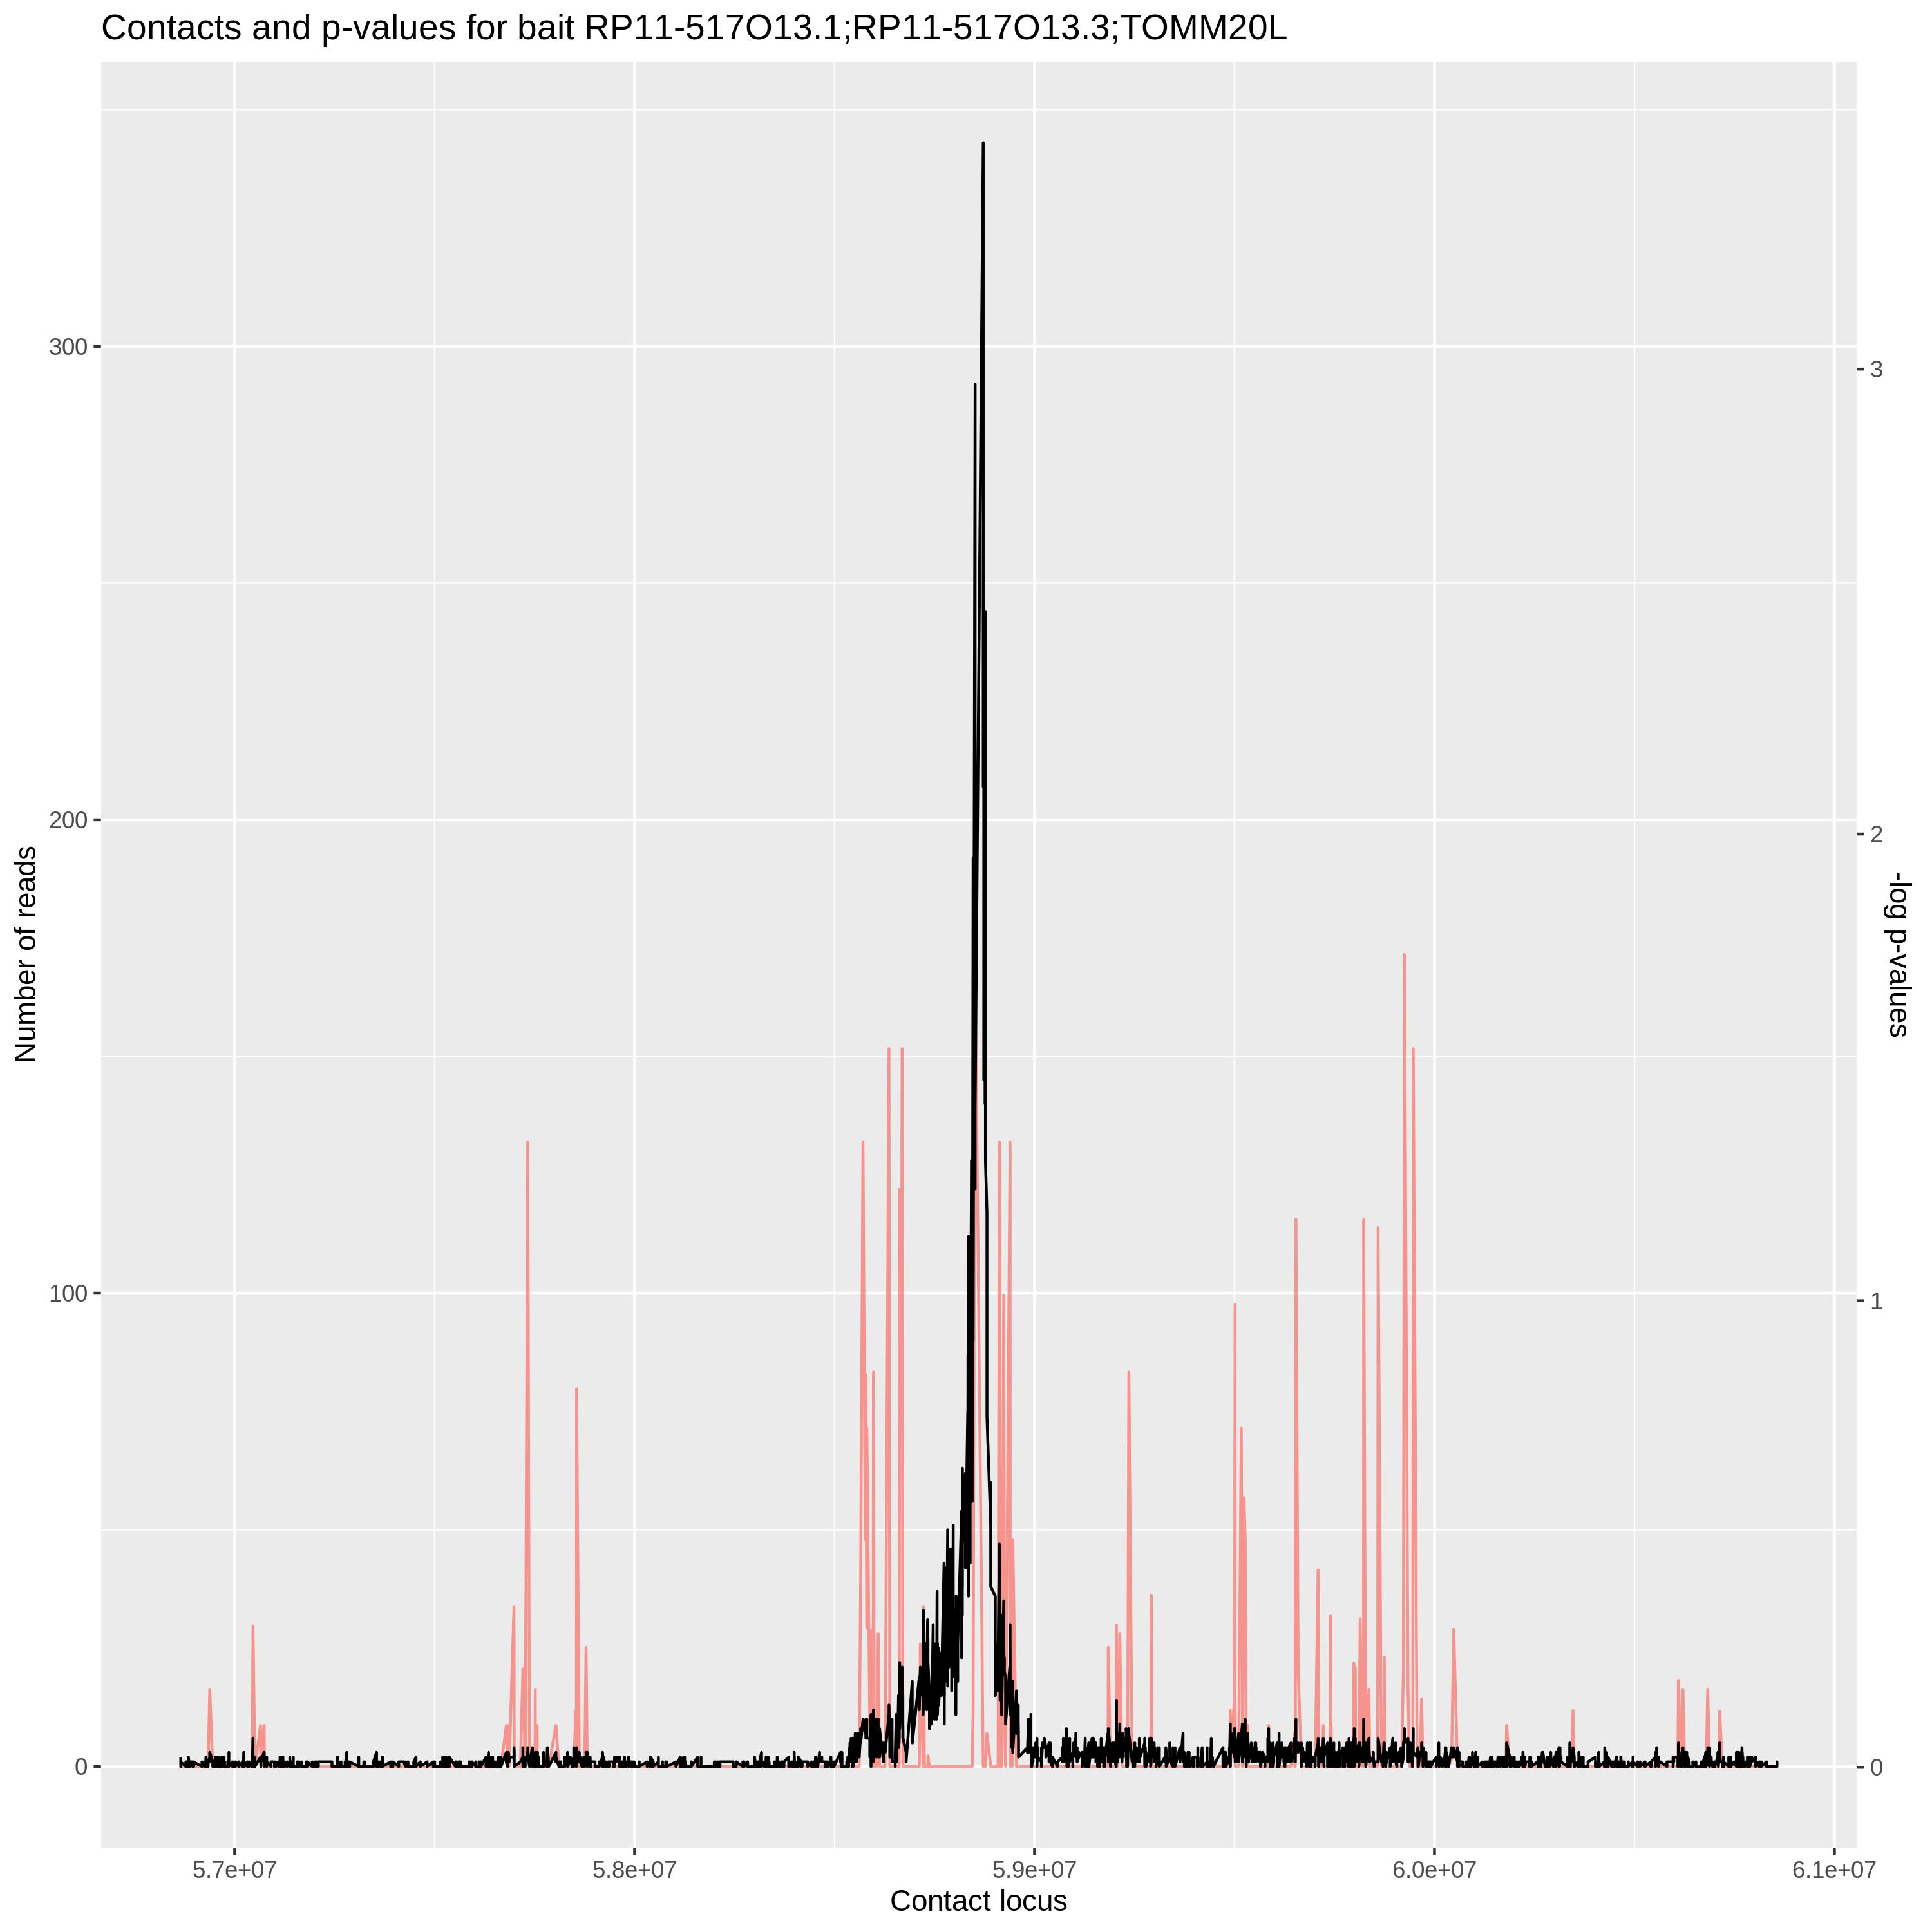 Contacts and p-values for bait RP11-517O13.1;RP11-517O13.3;TOMM20L
Number of reads
300
200
100
0
3
2
1
0
-log p-values
5.7e+07 5.8e+07 5.9e+07 6.0e+07 6.1e+07
Contact locus